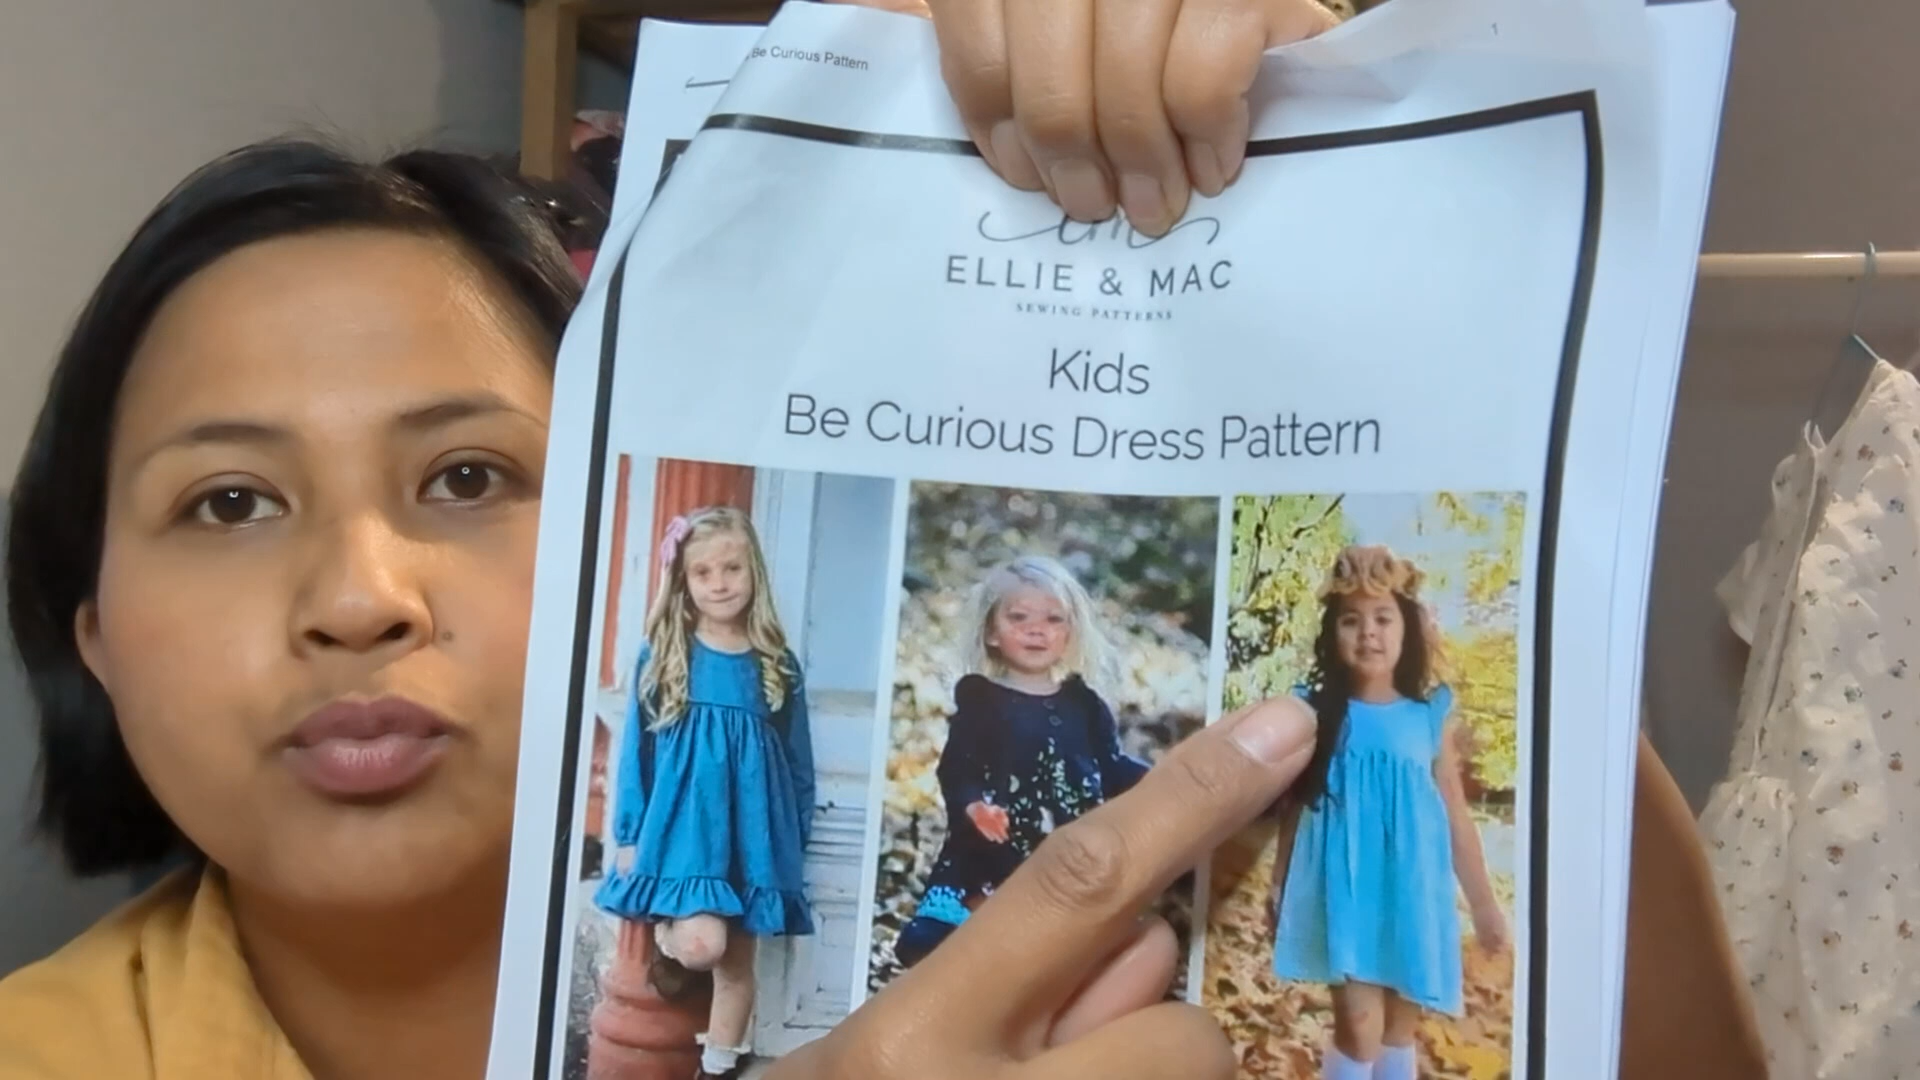 Be Curious Pattern
1
ELLIE & MAC
SEWING PATTERNS
Kids
Be Curious Dress Pattern